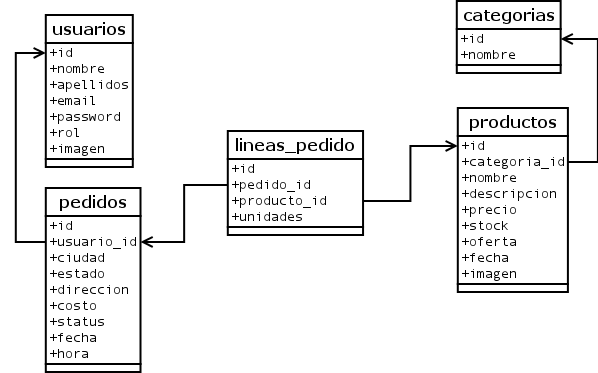 usuarios
+id
+nombre
+apellidos
+email
+password
+rol
+imagen
pedidos
+id
+usuario_id
+ciudad
+estado
+direccion
+costo
+status
+fecha
+hora
lineas_pedido
+id
+pedido_id
+producto_id
+unidades
categorias
+id
+nombre
productos
+id
+categoria_id
+nombre
+descripcion
+precio
+stock
+oferta
+fecha
+imagen